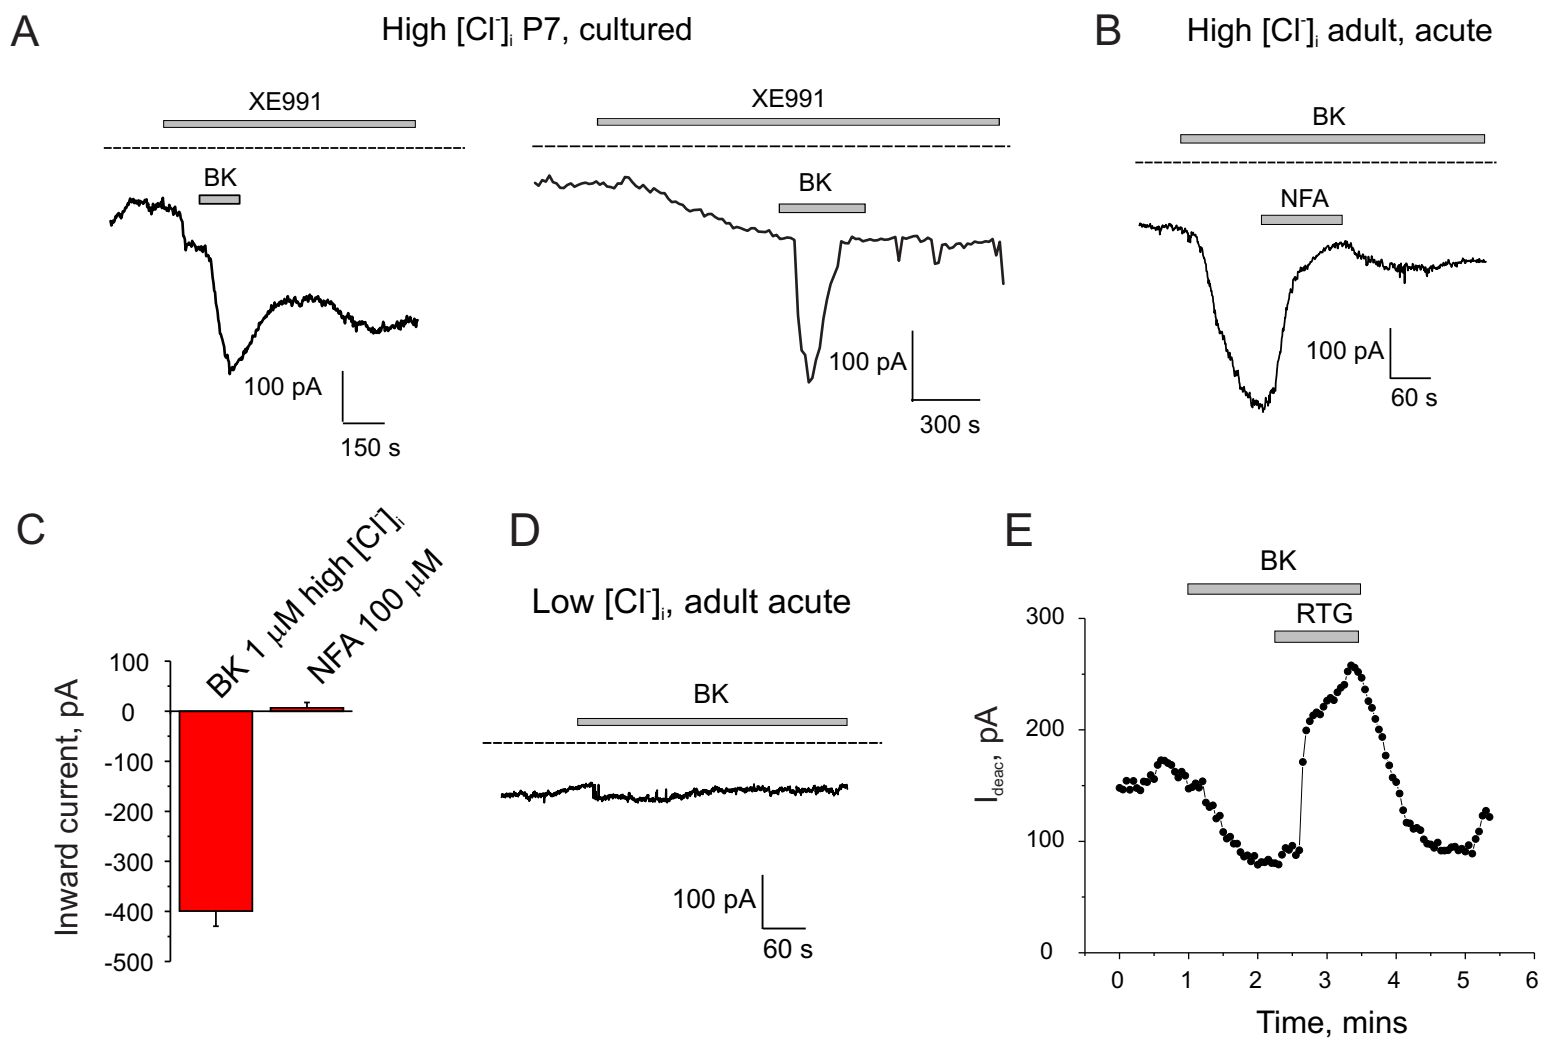 A
High [Cl⁻]ᵢ P7, cultured
B
High [Cl⁻]ᵢ adult, acute
XE991
BK
100 pA
150 s
XE991
BK
100 pA
300 s
BK
NFA
100 pA
60 s
C
BK 1 μM high [Cl⁻]ᵢ
NFA 100 μM
Inward current, pA
100
0
-100
-200
-300
-400
-500
D
Low [Cl⁻]ᵢ, adult acute
BK
100 pA
60 s
E
BK
RTG
I deac, pA
300
200
100
0
0 1 2 3 4 5 6
Time, mins